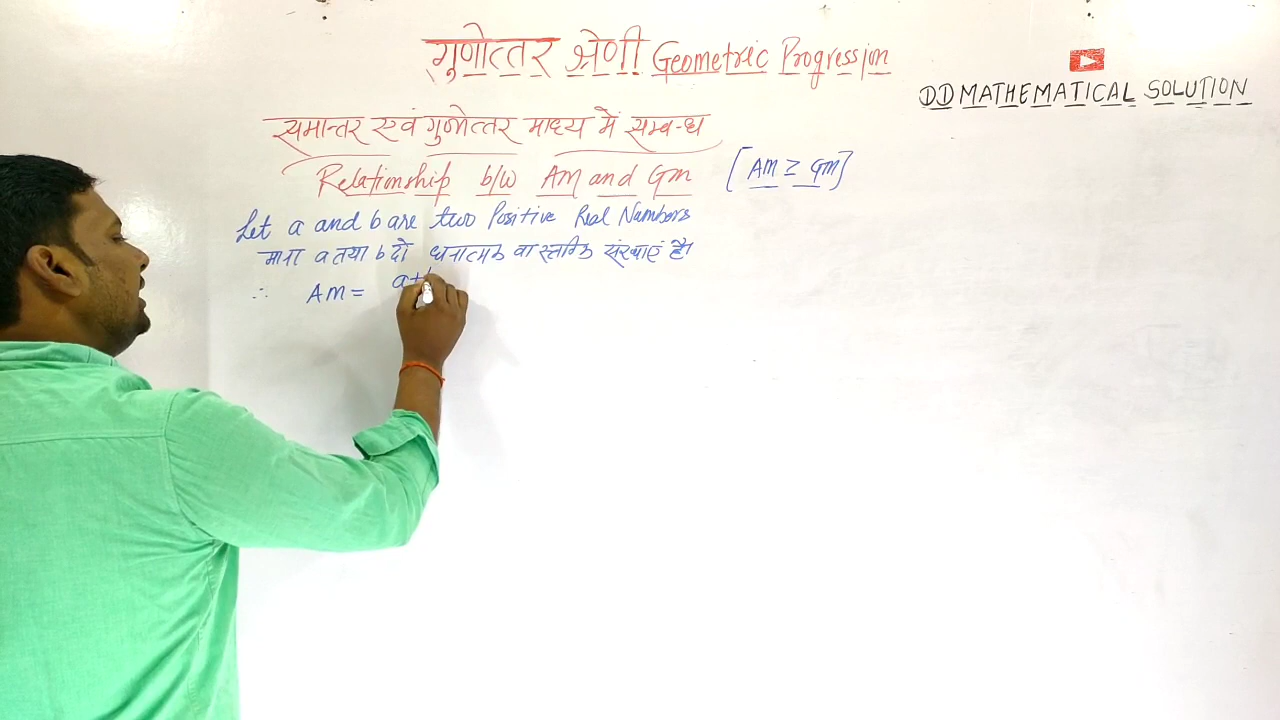 गुणोत्तर श्रेणी Geometric Progression
DD MATHEMATICAL SOLUTION
समान्तर एवं गुणोत्तर माध्य में सम्बन्ध
Relationship b/w AM and GM [AM ≥ GM]
Let a and b are two Positive Real Numbers
माना a तथा b दो धनात्मक वास्तविक संख्याएं है।
∴ AM = a+